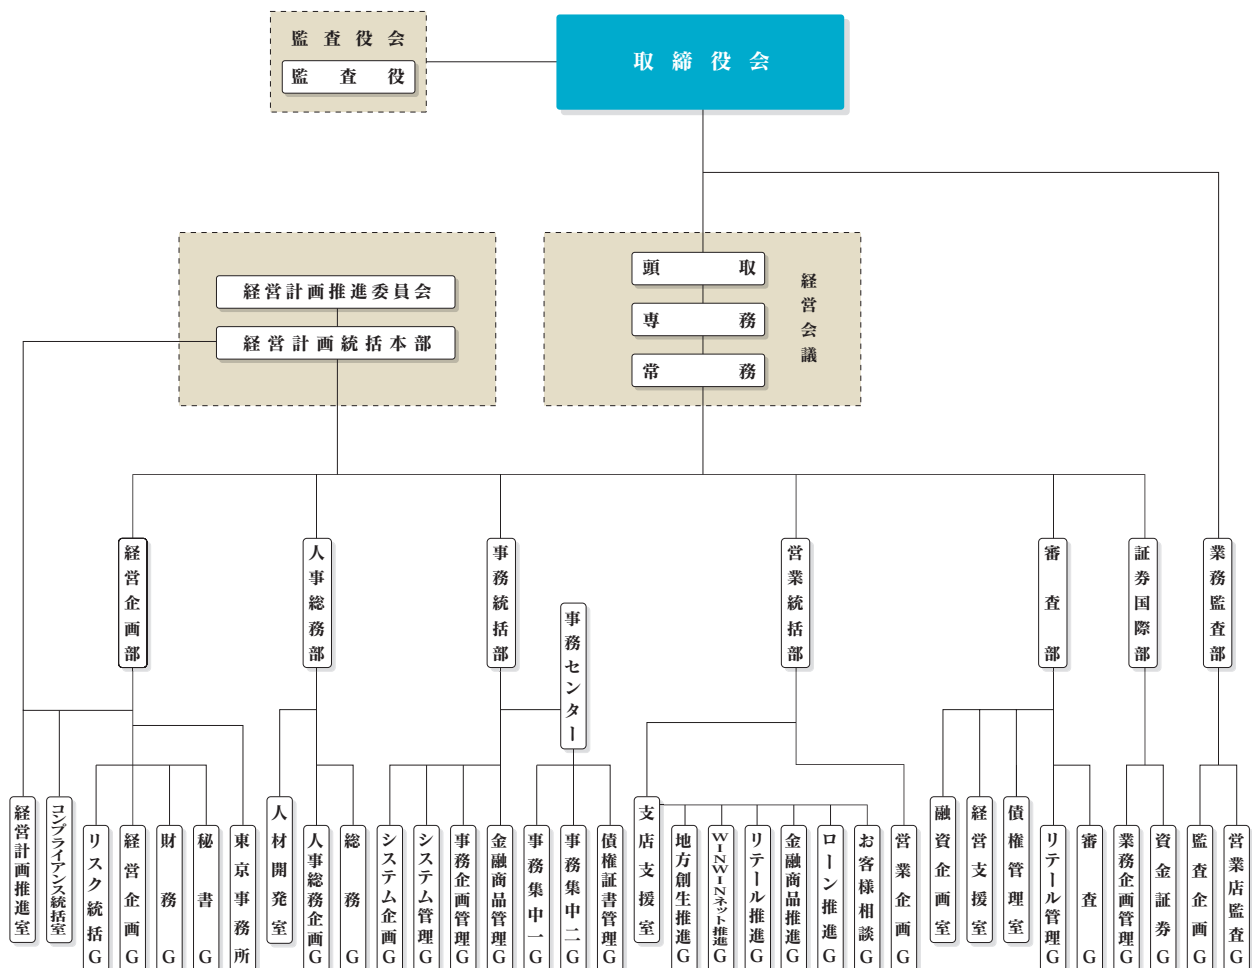 監査役会
監査役
取締役会
経営計画推進委員会
経営計画統括本部
頭取
専務
常務
経営会議
経営企画部
人事総務部
事務統括部
事務センター
営業統括部
審査部
証券国際部
業務監査部
経営計画推進室
コンプライアンス統括室
リスク統括G
経営企画G
財務G
秘書G
東京事務所
人材開発室
人事総務企画G
総務G
システム企画G
システム管理G
事務企画管理G
金融商品管理G
事務集中一G
事務集中二G
債権証書管理G
支店支援室
地方創生推進G
WINWINネット推進G
リテール推進G
金融商品推進G
ローン推進G
お客様相談G
営業企画G
融資企画室
経営支援室
債権管理室
リテール管理G
審査G
業務企画管理G
資金証券G
監査企画G
営業店監査G